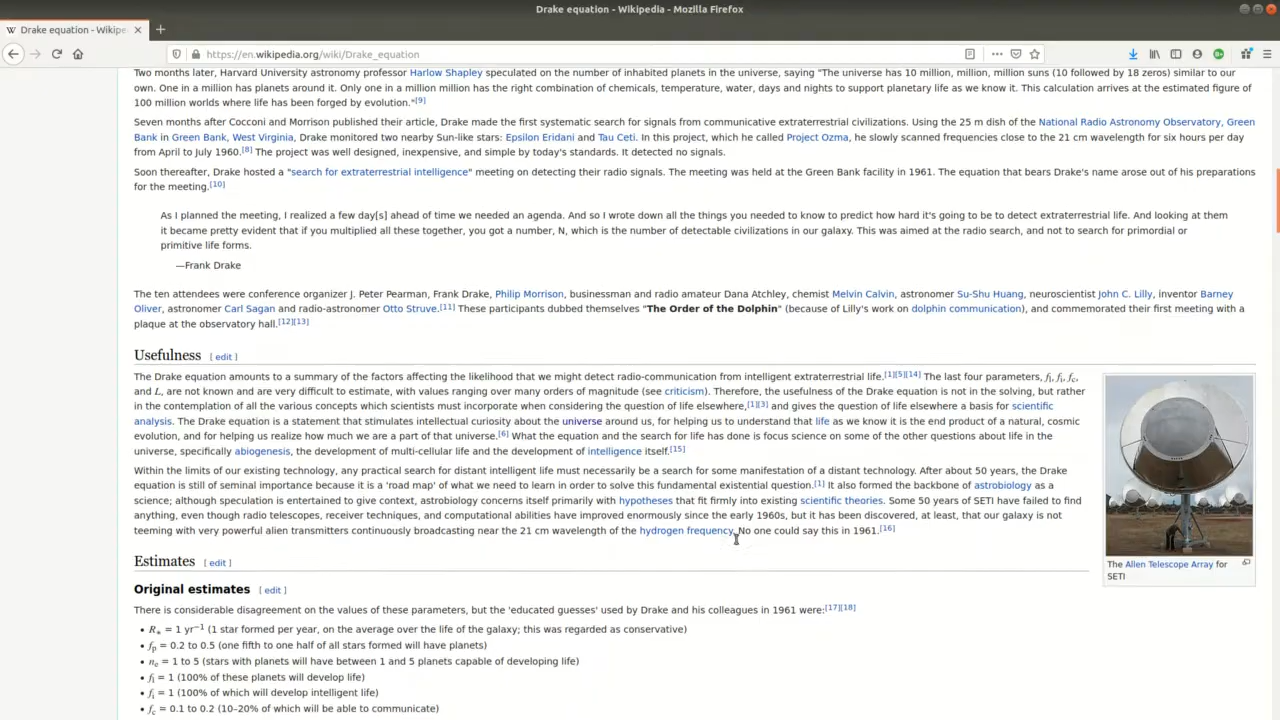 Drake equation - Wikipedia - Mozilla Firefox
W Drake equation - Wikipe
https://en.wikipedia.org/wiki/Drake_equation
Two months later, Harvard University astronomy professor Harlow Shapley speculated on the number of inhabited planets in the universe, saying "The universe has 10 million, million, million suns (10 followed by 18 zeros) similar to our
own. One in a million has planets around it. Only one in a million million has the right combination of chemicals, temperature, water, days and nights to support planetary life as we know it. This calculation arrives at the estimated figure of
100 million worlds where life has been forged by evolution."[9]
Seven months after Cocconi and Morrison published their article, Drake made the first systematic search for signals from communicative extraterrestrial civilizations. Using the 25 m dish of the National Radio Astronomy Observatory, Green
Bank in Green Bank, West Virginia, Drake monitored two nearby Sun-like stars: Epsilon Eridani and Tau Ceti. In this project, which he called Project Ozma, he slowly scanned frequencies close to the 21 cm wavelength for six hours per day
from April to July 1960.[8] The project was well designed, inexpensive, and simple by today's standards. It detected no signals.
Soon thereafter, Drake hosted a "search for extraterrestrial intelligence" meeting on detecting their radio signals. The meeting was held at the Green Bank facility in 1961. The equation that bears Drake's name arose out of his preparations
for the meeting.[10]
As I planned the meeting, I realized a few day[s] ahead of time we needed an agenda. And so I wrote down all the things you needed to know to predict how hard it's going to be to detect extraterrestrial life. And looking at them
it became pretty evident that if you multiplied all these together, you got a number, N, which is the number of detectable civilizations in our galaxy. This was aimed at the radio search, and not to search for primordial or
primitive life forms.
—Frank Drake
The ten attendees were conference organizer J. Peter Pearman, Frank Drake, Philip Morrison, businessman and radio amateur Dana Atchley, chemist Melvin Calvin, astronomer Su-Shu Huang, neuroscientist John C. Lilly, inventor Barney
Oliver, astronomer Carl Sagan and radio-astronomer Otto Struve.[11] These participants dubbed themselves "The Order of the Dolphin" (because of Lilly's work on dolphin communication), and commemorated their first meeting with a
plaque at the observatory hall.[12][13]
Usefulness [ edit ]
The Drake equation amounts to a summary of the factors affecting the likelihood that we might detect radio-communication from intelligent extraterrestrial life.[1][5][14] The last four parameters, fl, fi, fc,
and L, are not known and are very difficult to estimate, with values ranging over many orders of magnitude (see criticism). Therefore, the usefulness of the Drake equation is not in the solving, but rather
in the contemplation of all the various concepts which scientists must incorporate when considering the question of life elsewhere,[1][3] and gives the question of life elsewhere a basis for scientific
analysis. The Drake equation is a statement that stimulates intellectual curiosity about the universe around us, for helping us to understand that life as we know it is the end product of a natural, cosmic
evolution, and for helping us realize how much we are a part of that universe.[6] What the equation and the search for life has done is focus science on some of the other questions about life in the
universe, specifically abiogenesis, the development of multi-cellular life and the development of intelligence itself.[15]
Within the limits of our existing technology, any practical search for distant intelligent life must necessarily be a search for some manifestation of a distant technology. After about 50 years, the Drake
equation is still of seminal importance because it is a 'road map' of what we need to learn in order to solve this fundamental existential question.[1] It also formed the backbone of astrobiology as a
science; although speculation is entertained to give context, astrobiology concerns itself primarily with hypotheses that fit firmly into existing scientific theories. Some 50 years of SETI have failed to find
anything, even though radio telescopes, receiver techniques, and computational abilities have improved enormously since the early 1960s, but it has been discovered, at least, that our galaxy is not
teeming with very powerful alien transmitters continuously broadcasting near the 21 cm wavelength of the hydrogen frequency. No one could say this in 1961.[16]
The Allen Telescope Array for
SETI
Estimates [ edit ]
Original estimates [ edit ]
There is considerable disagreement on the values of these parameters, but the 'educated guesses' used by Drake and his colleagues in 1961 were:[17][18]
• R∗ = 1 yr−1 (1 star formed per year, on the average over the life of the galaxy; this was regarded as conservative)
• fp = 0.2 to 0.5 (one fifth to one half of all stars formed will have planets)
• ne = 1 to 5 (stars with planets will have between 1 and 5 planets capable of developing life)
• fl = 1 (100% of these planets will develop life)
• fi = 1 (100% of which will develop intelligent life)
• fc = 0.1 to 0.2 (10–20% of which will be able to communicate)